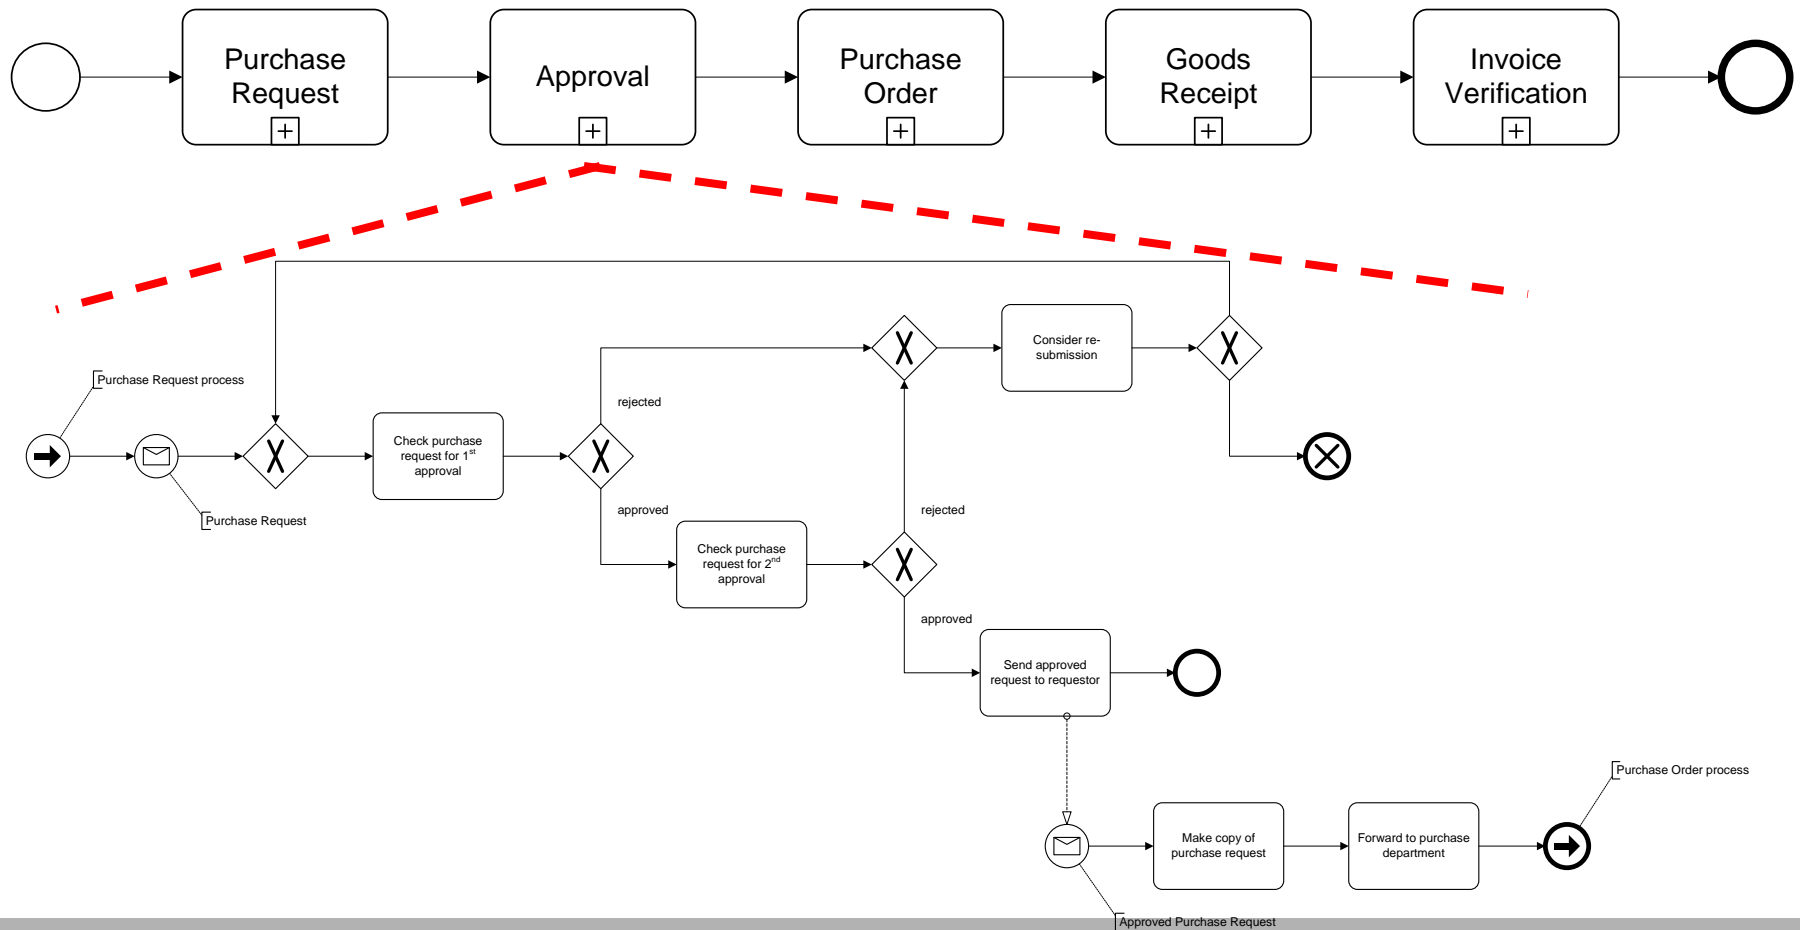 Purchase
Request
Approval
Purchase
Order
Goods
Receipt
Invoice
Verification
Purchase Request process
Purchase Request
Check purchase
request for 1st
approval
rejected
approved
Check purchase
request for 2nd
approval
Consider re-
submission
rejected
approved
Send approved
request to requestor
Purchase Order process
Make copy of
purchase request
Forward to purchase
department
Approved Purchase Request